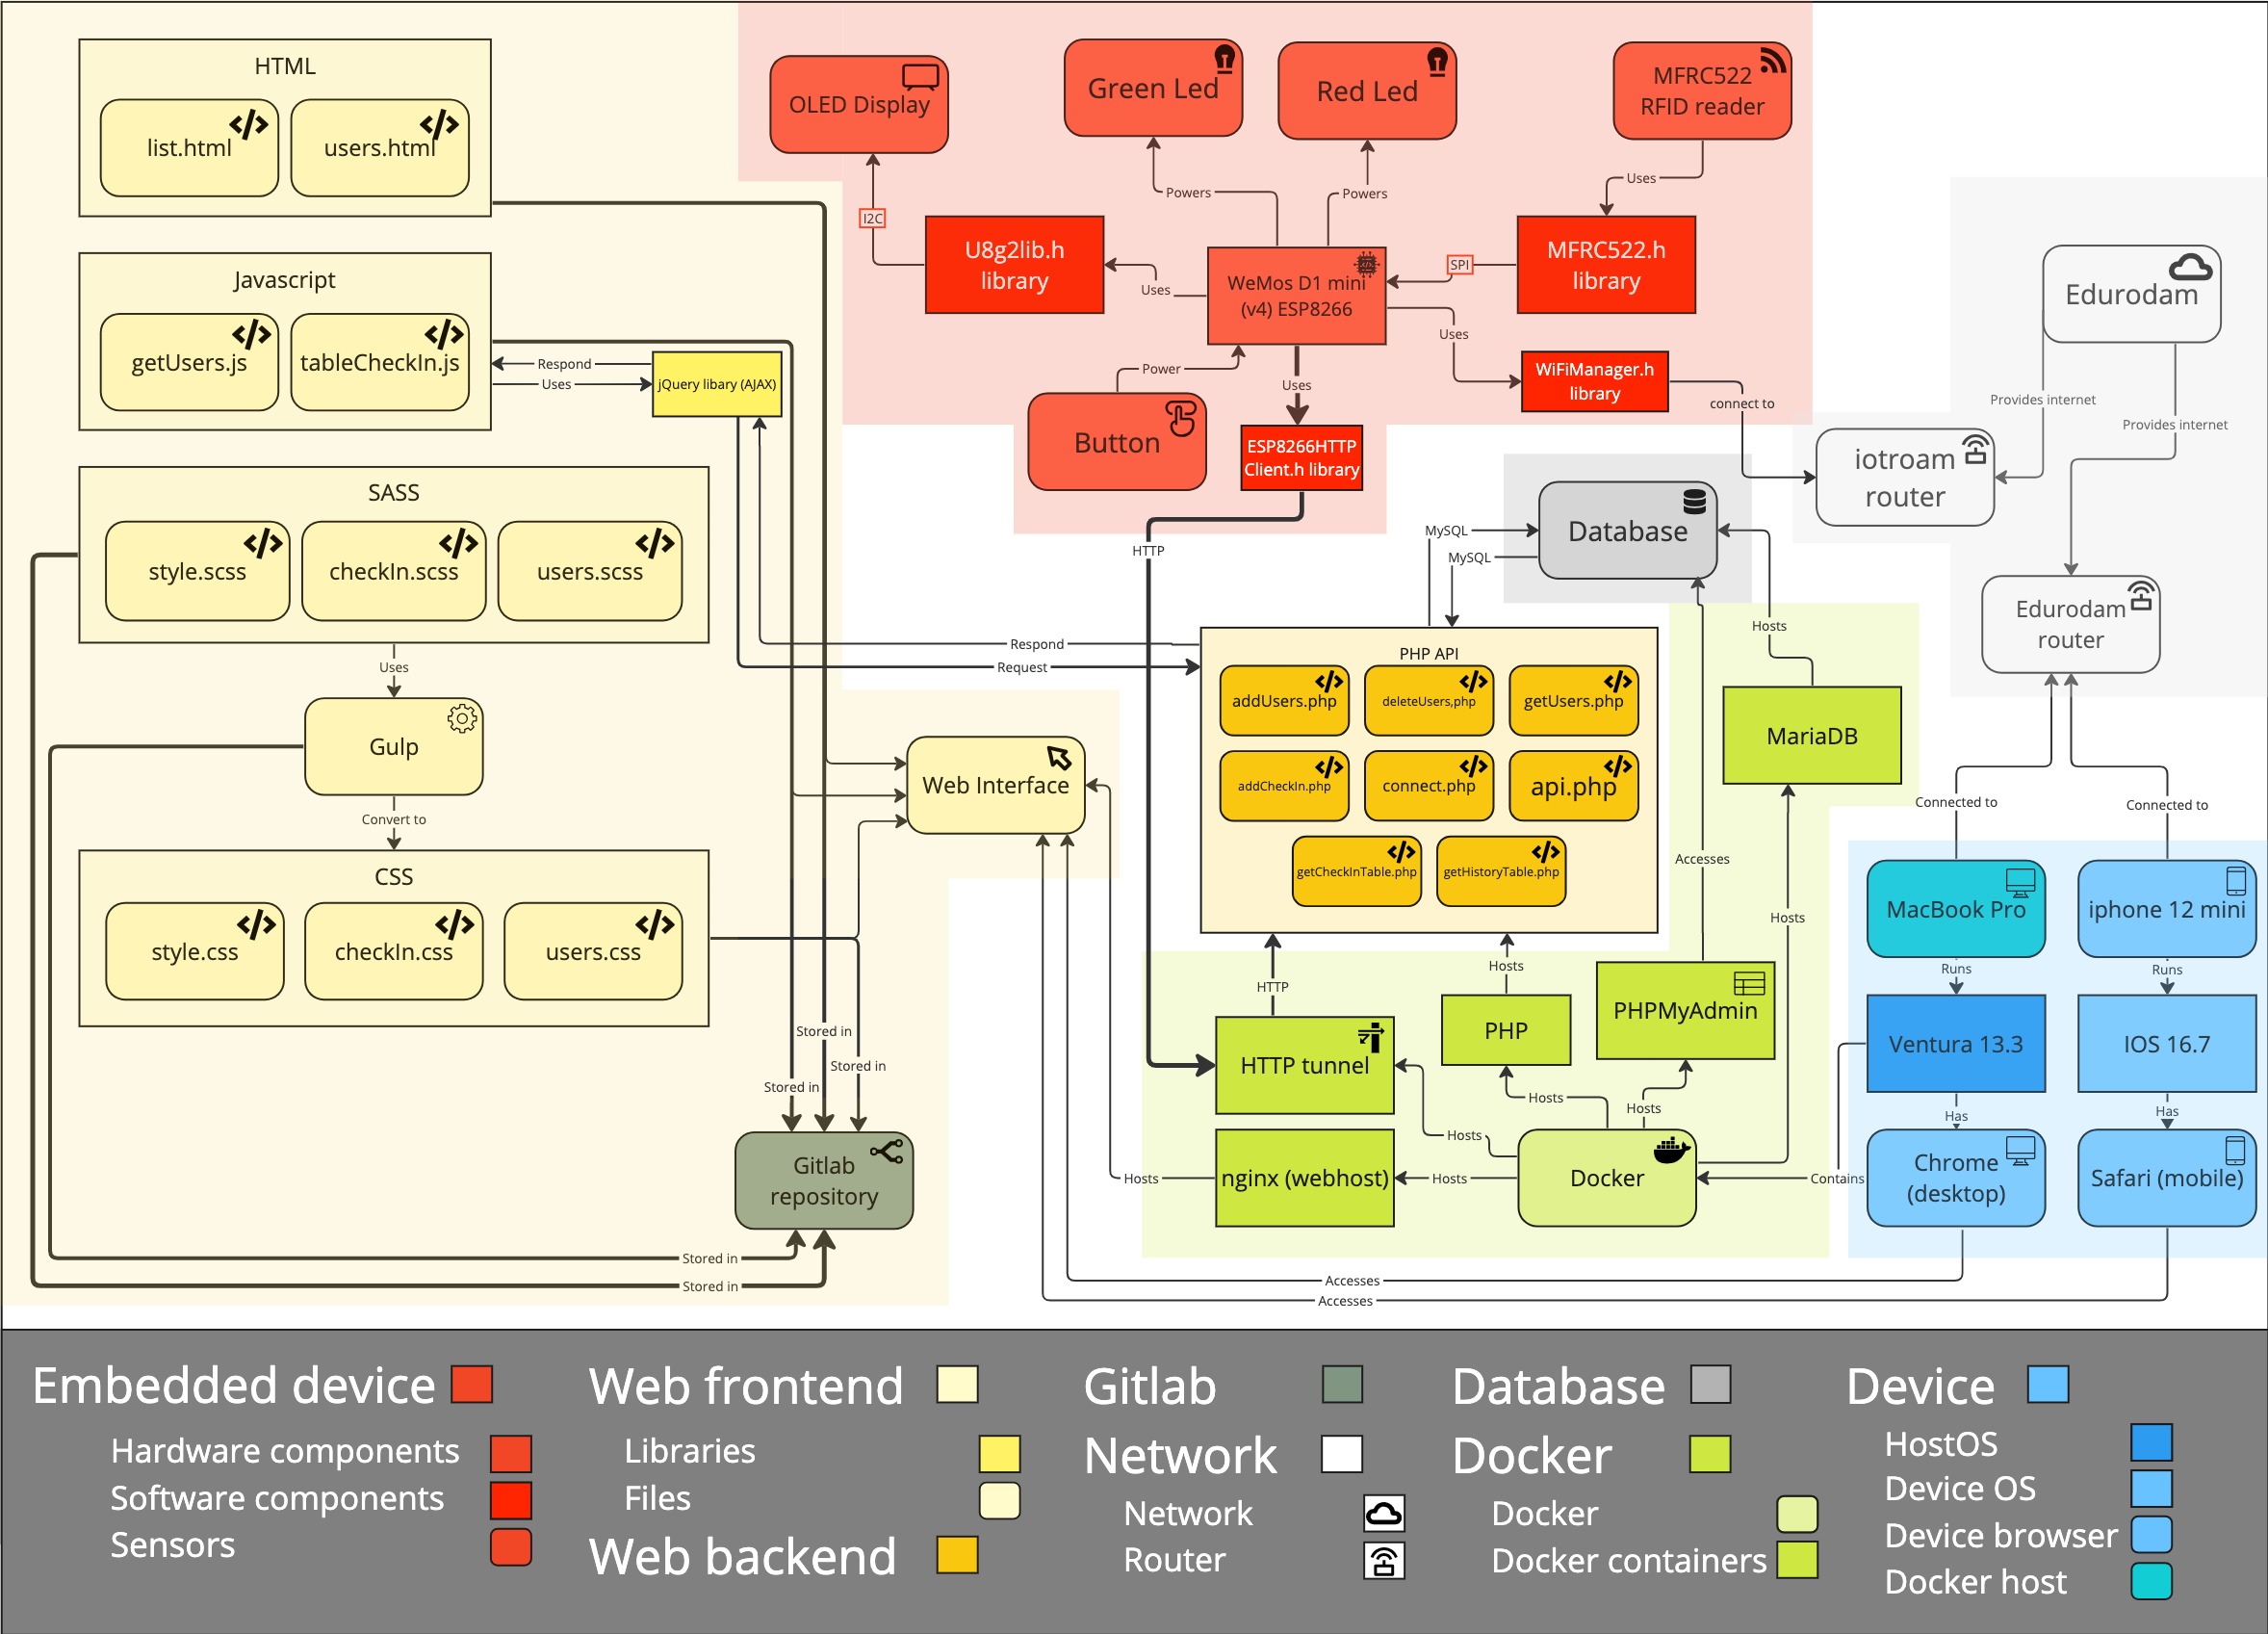 HTML
list.html
users.html
Javascript
getUsers.js
tableCheckIn.js
Respond
Uses
jQuery libary (AJAX)
SASS
style.scss
checkIn.scss
users.scss
Uses
Gulp
Convert to
CSS
style.css
checkIn.css
users.css
Stored in
Stored in
Stored in
Gitlab
repository
Stored in
Stored in
OLED Display
Green Led
Red Led
MFRC522
RFID reader
Powers
Powers
Uses
I2C
U8g2lib.h
library
Uses
WeMos D1 mini
(v4) ESP8266
SPI
MFRC522.h
library
Uses
Power
Uses
WiFiManager.h
library
connect to
Button
ESP8266HTTP
Client.h library
HTTP
Edurodam
Provides internet
Provides internet
iotroam
router
Edurodam
router
MySQL
MySQL
Database
Hosts
Respond
Request
PHP API
addUsers.php
deleteUsers,php
getUsers.php
addCheckIn.php
connect.php
api.php
getCheckInTable.php
getHistoryTable.php
Web Interface
MariaDB
Accesses
Hosts
Connected to
Connected to
MacBook Pro
iphone 12 mini
Runs
Runs
Ventura 13.3
IOS 16.7
Has
Has
Chrome
(desktop)
Safari (mobile)
HTTP
Hosts
PHP
PHPMyAdmin
HTTP tunnel
Hosts
Hosts
Hosts
Hosts
nginx (webhost)
Hosts
Docker
Contains
Accesses
Accesses
Embedded device
Hardware components
Software components
Sensors
Web frontend
Libraries
Files
Web backend
Gitlab
Network
Network
Router
Database
Docker
Docker
Docker containers
Device
HostOS
Device OS
Device browser
Docker host